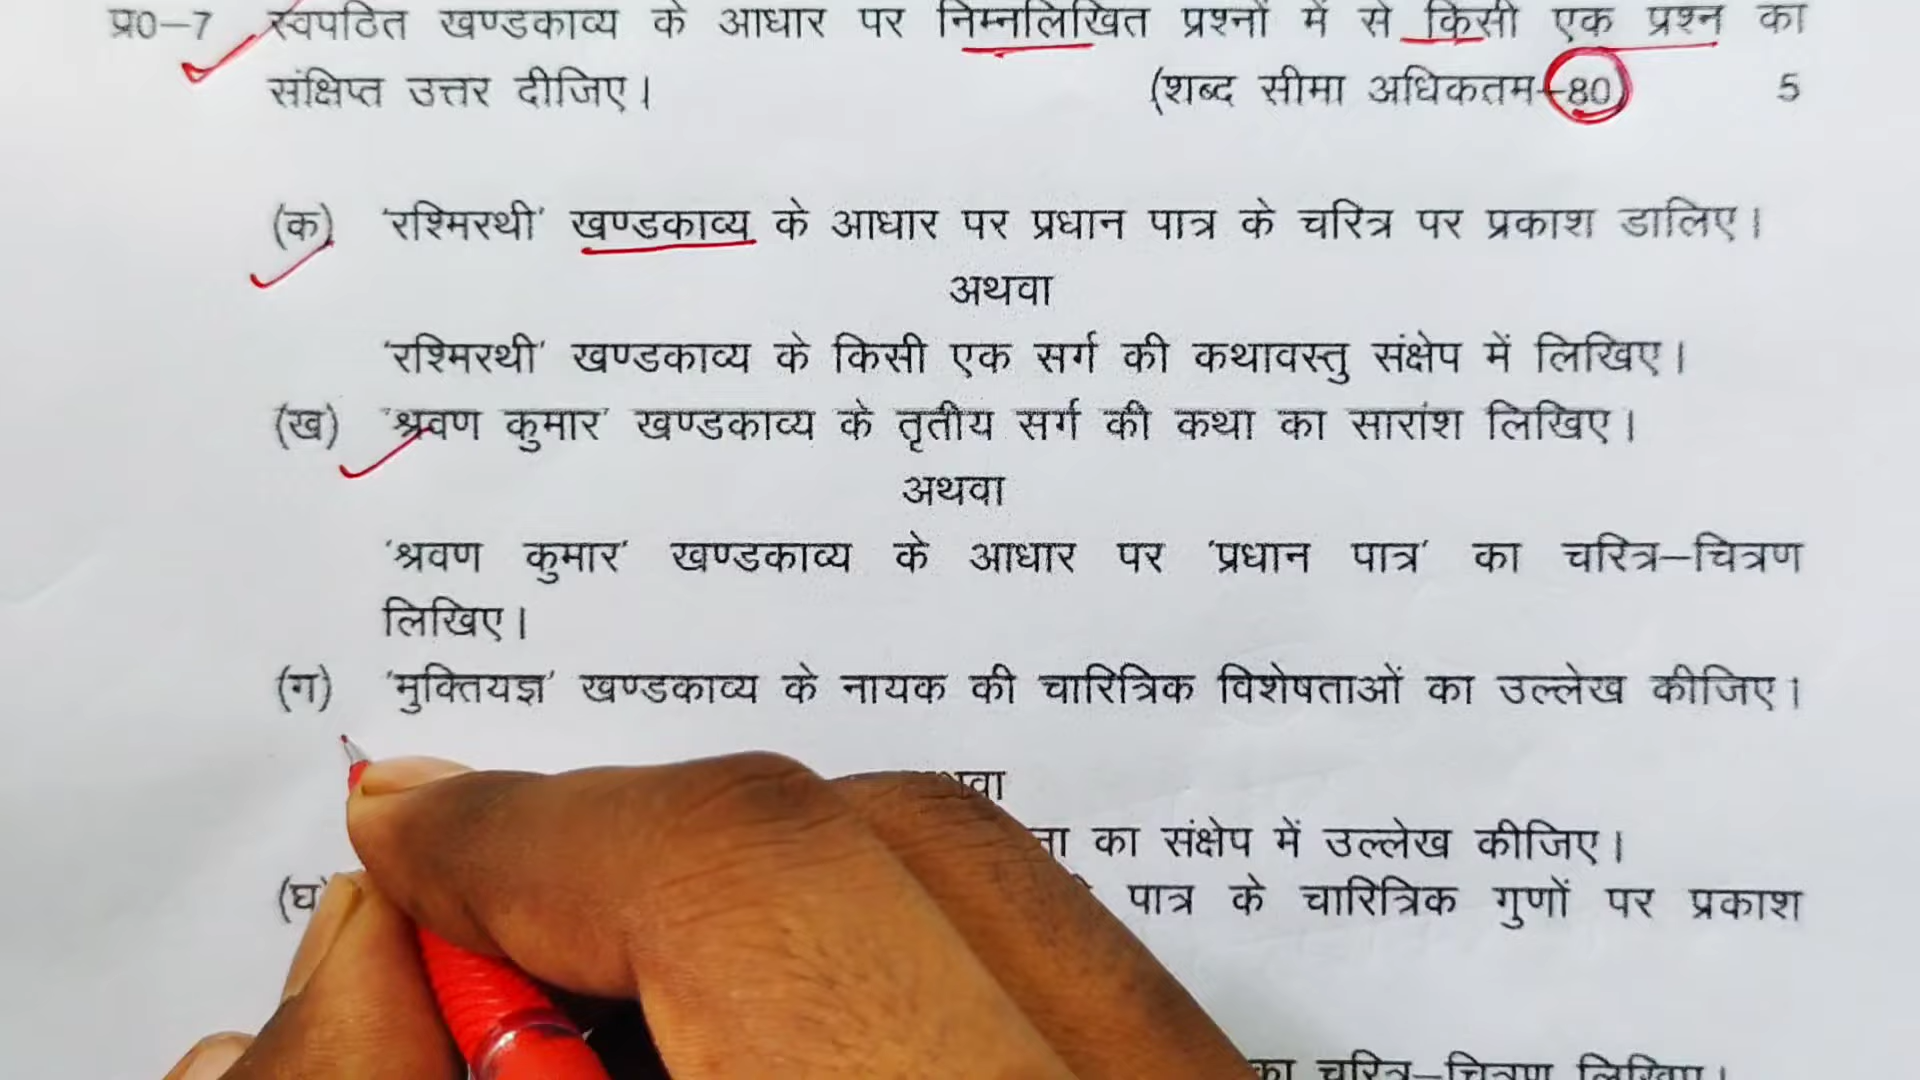 प्र0–7 स्वपठित खण्डकाव्य के आधार पर निम्नलिखित प्रश्नों में से किसी एक प्रश्न का
संक्षिप्त उत्तर दीजिए। (शब्द सीमा अधिकतम–80) 5
(क) 'रश्मिरथी' खण्डकाव्य के आधार पर प्रधान पात्र के चरित्र पर प्रकाश डालिए।
अथवा
'रश्मिरथी' खण्डकाव्य के किसी एक सर्ग की कथावस्तु संक्षेप में लिखिए।
(ख) 'श्रवण कुमार' खण्डकाव्य के तृतीय सर्ग की कथा का सारांश लिखिए।
अथवा
'श्रवण कुमार' खण्डकाव्य के आधार पर 'प्रधान पात्र' का चरित्र–चित्रण
लिखिए।
(ग) 'मुक्तियज्ञ' खण्डकाव्य के नायक की चारित्रिक विशेषताओं का उल्लेख कीजिए।
का संक्षेप में उल्लेख कीजिए।
(घ) पात्र के चारित्रिक गुणों पर प्रकाश
का चरित्र–चित्रण लिखिए।